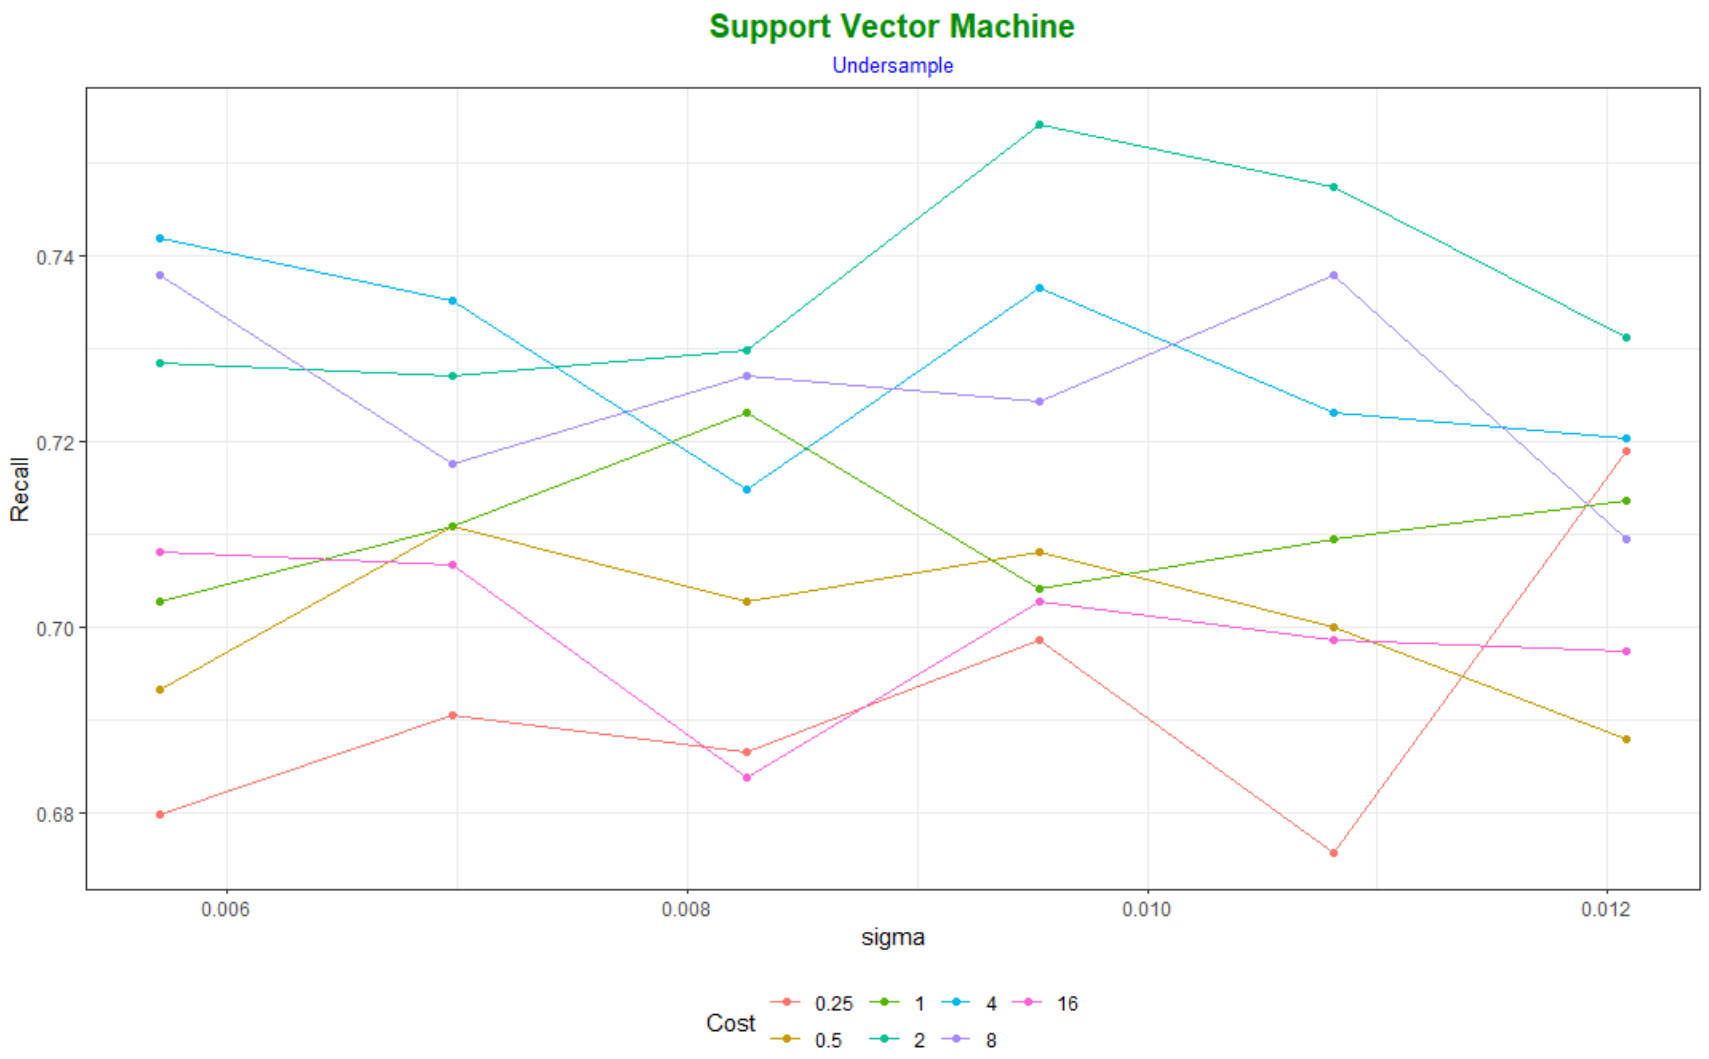 Support Vector Machine
Undersample
0.74
0.72
0.70
0.68
Recall
0.006 0.008 0.010 0.012
sigma
Cost
0.25 1 4 16
0.5 2 8